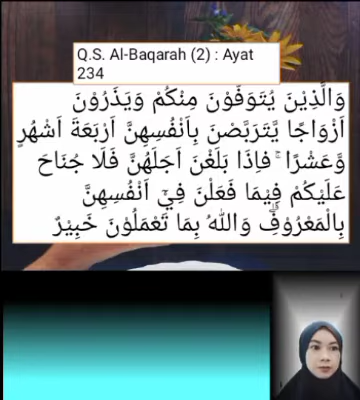 Q.S. Al-Baqarah (2) : Ayat
234
وَالَّذِيْنَ يُتَوَفَّوْنَ مِنْكُمْ وَيَذَرُوْنَ
اَزْوَاجًا يَّتَرَبَّصْنَ بِاَنْفُسِهِنَّ اَرْبَعَةَ اَشْهُرٍ
وَّعَشْرًا ۚ فَاِذَا بَلَغْنَ اَجَلَهُنَّ فَلَا جُنَاحَ
عَلَيْكُمْ فِيْمَا فَعَلْنَ فِيْٓ اَنْفُسِهِنَّ
بِالْمَعْرُوْفِۗ وَاللّٰهُ بِمَا تَعْمَلُوْنَ خَبِيْرٌ